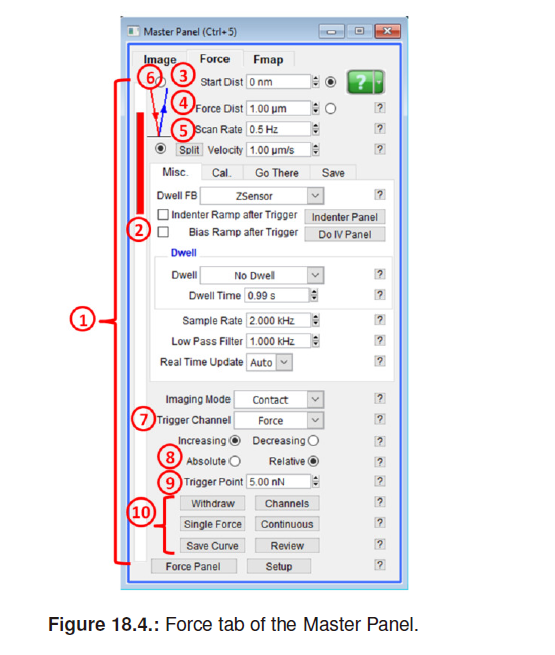 Master Panel (Ctrl+ 5)
Image Force Fmap
6 3 Start Dist 0 nm ?
4 Force Dist 1.00 µm ?
5 Scan Rate 0.5 Hz ?
Split Velocity 1.00 µm/s ?
Misc. Cal. Go There Save
Dwell FB ZSensor ?
Indenter Ramp after Trigger Indenter Panel
2 Bias Ramp after Trigger Do IV Panel
Dwell
Dwell No Dwell ?
Dwell Time 0.99 s ?
1
Sample Rate 2.000 kHz ?
Low Pass Filter 1.000 kHz ?
Real Time Update Auto ?
Imaging Mode Contact ?
7 Trigger Channel Force ?
Increasing Decreasing ?
8 Absolute Relative ?
9 Trigger Point 5.00 nN ?
Withdraw Channels ?
10 Single Force Continuous ?
Save Curve Review ?
Force Panel Setup ?
Figure 18.4.: Force tab of the Master Panel.